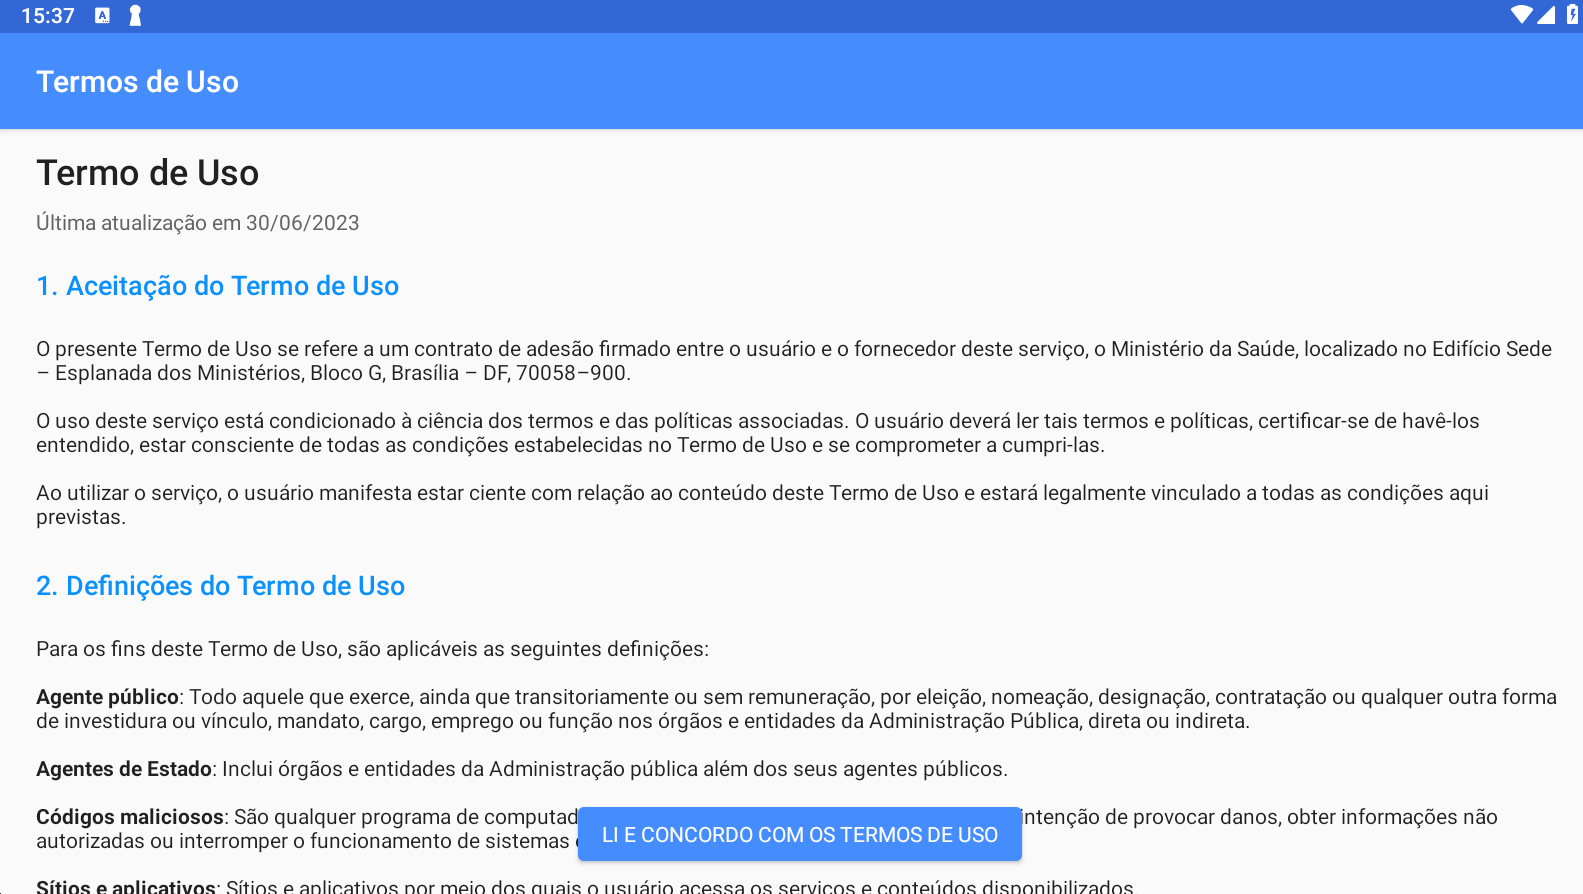 15:37
Termos de Uso
Termo de Uso
Última atualização em 30/06/2023
1. Aceitação do Termo de Uso
O presente Termo de Uso se refere a um contrato de adesão firmado entre o usuário e o fornecedor deste serviço, o Ministério da Saúde, localizado no Edifício Sede
– Esplanada dos Ministérios, Bloco G, Brasília – DF, 70058–900.
O uso deste serviço está condicionado à ciência dos termos e das políticas associadas. O usuário deverá ler tais termos e políticas, certificar-se de havê-los
entendido, estar consciente de todas as condições estabelecidas no Termo de Uso e se comprometer a cumpri-las.
Ao utilizar o serviço, o usuário manifesta estar ciente com relação ao conteúdo deste Termo de Uso e estará legalmente vinculado a todas as condições aqui
previstas.
2. Definições do Termo de Uso
Para os fins deste Termo de Uso, são aplicáveis as seguintes definições:
Agente público: Todo aquele que exerce, ainda que transitoriamente ou sem remuneração, por eleição, nomeação, designação, contratação ou qualquer outra forma
de investidura ou vínculo, mandato, cargo, emprego ou função nos órgãos e entidades da Administração Pública, direta ou indireta.
Agentes de Estado: Inclui órgãos e entidades da Administração pública além dos seus agentes públicos.
Códigos maliciosos: São qualquer programa de computad intenção de provocar danos, obter informações não
autorizadas ou interromper o funcionamento de sistemas
LI E CONCORDO COM OS TERMOS DE USO
Sítios e aplicativos: Sítios e aplicativos por meio dos quais o usuário acessa os serviços e conteúdos disponibilizados.